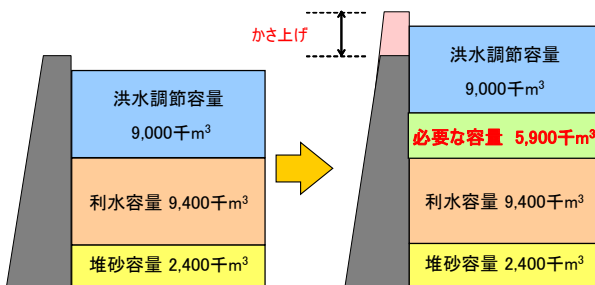 かさ上げ
洪水調節容量
9,000千m³
利水容量 9,400千m³
堆砂容量 2,400千m³
洪水調節容量
9,000千m³
必要な容量 5,900千m³
利水容量 9,400千m³
堆砂容量 2,400千m³